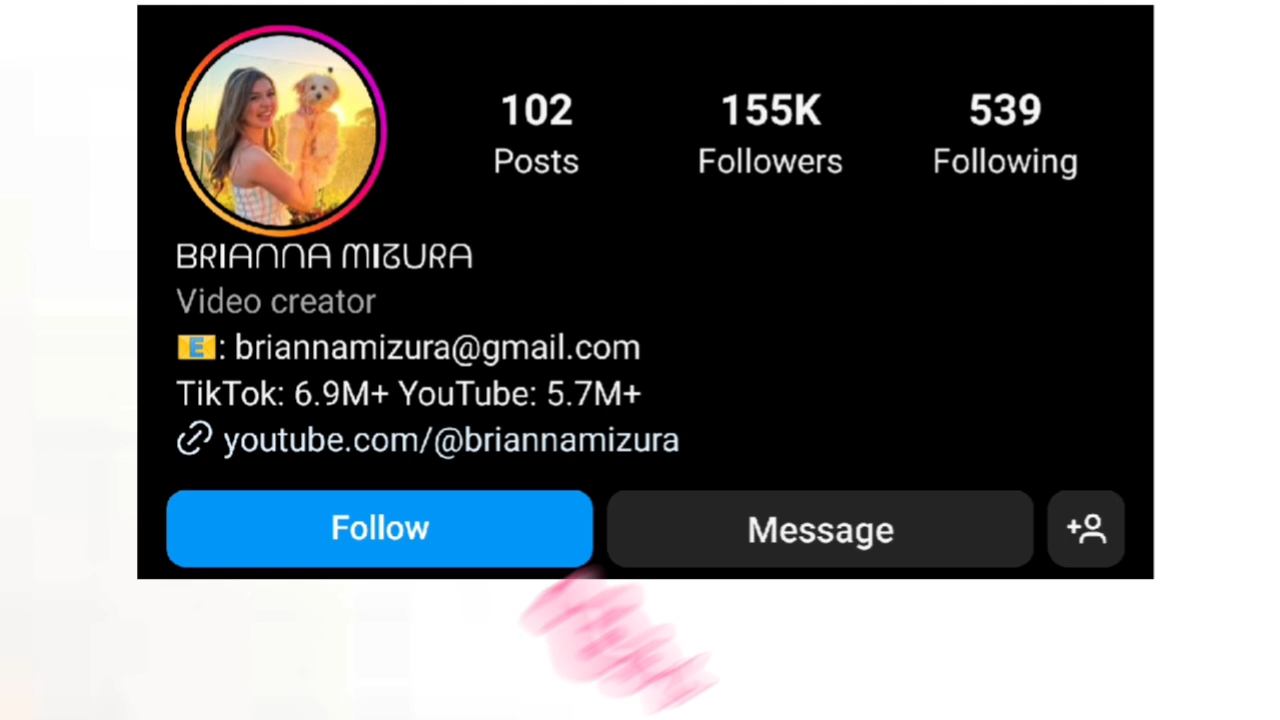 102 155K 539
Posts Followers Following
BRIANNA MIZURA
Video creator
📧: briannamizura@gmail.com
TikTok: 6.9M+ YouTube: 5.7M+
youtube.com/@briannamizura
Follow Message